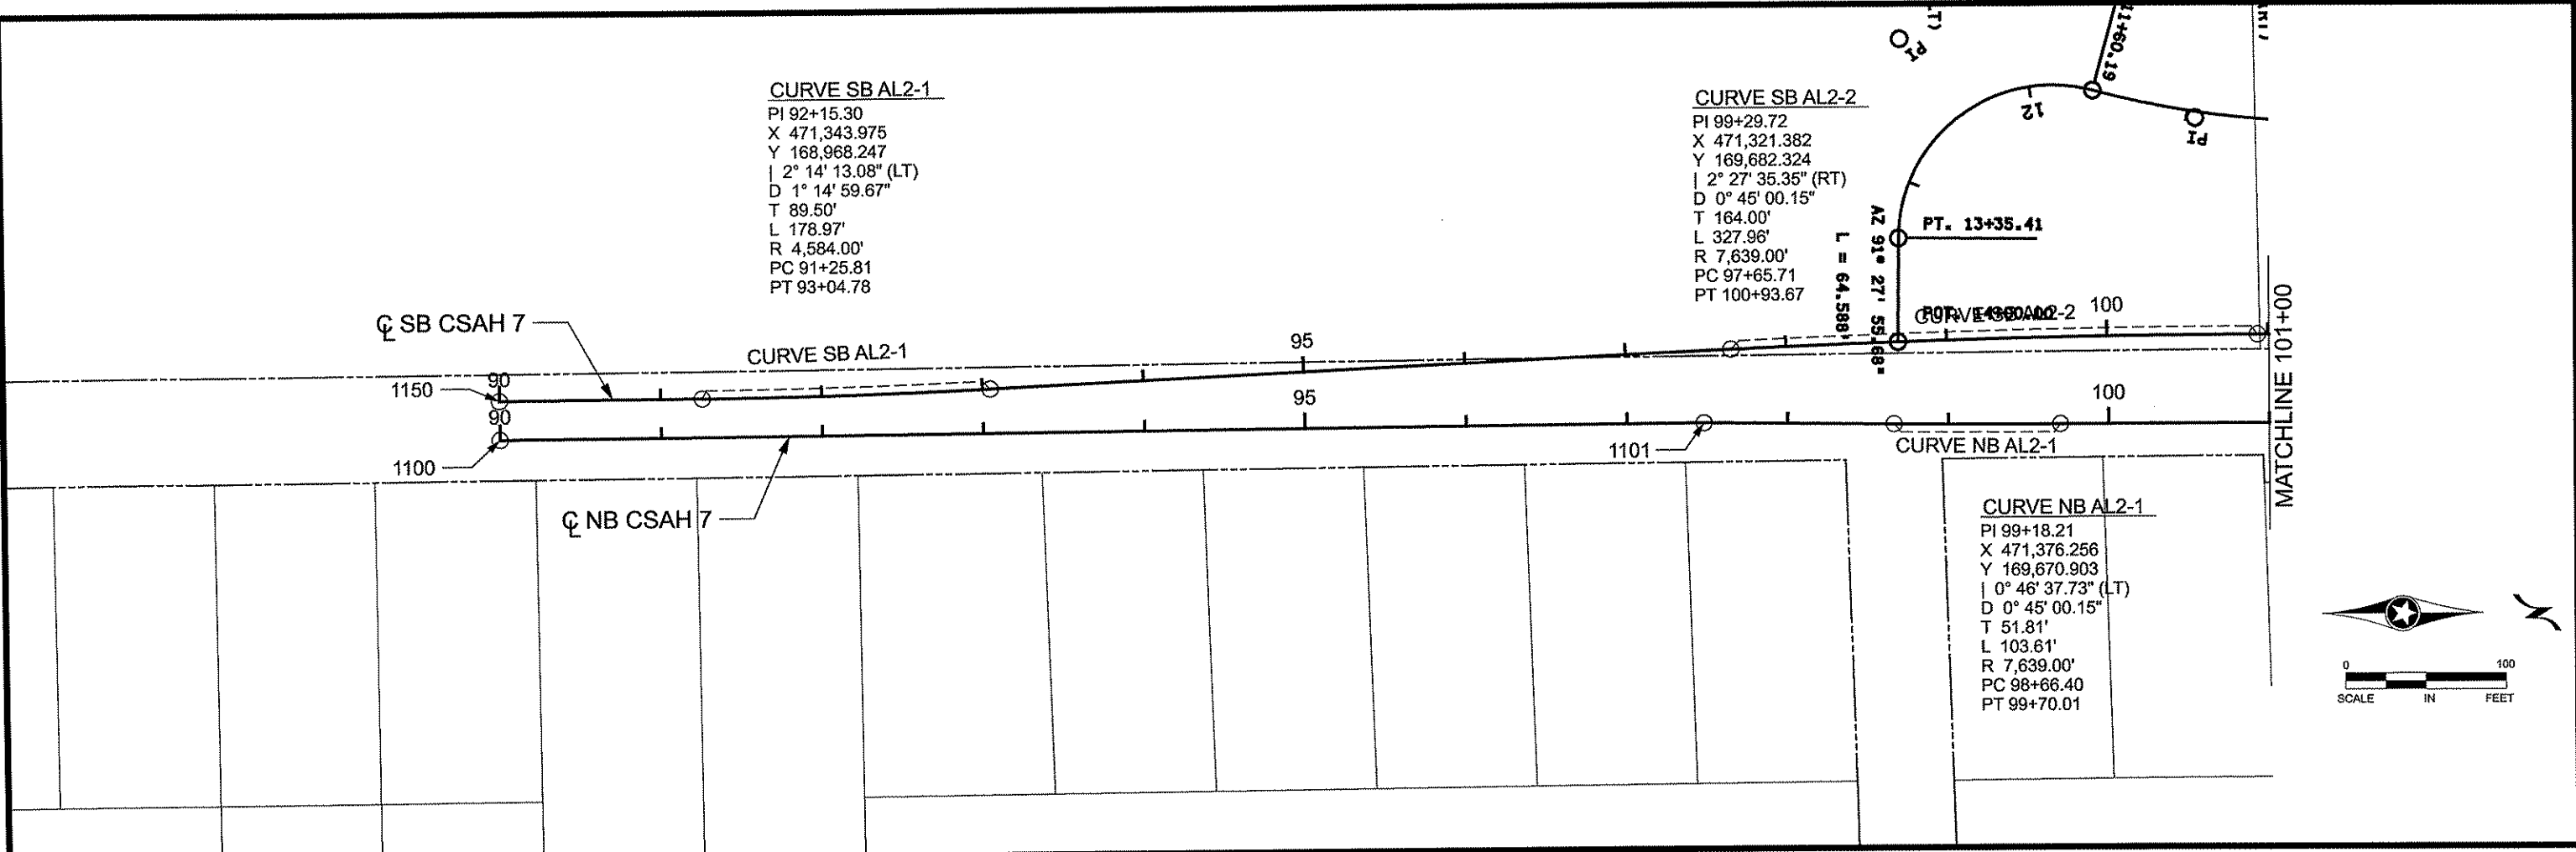 CURVE SB AL2-1
PI 92+15.30
X 471,343.975
Y 168,968.247
| 2° 14' 13.08" (LT)
D 1° 14' 59.67"
T 89.50'
L 178.97'
R 4,584.00'
PC 91+25.81
PT 93+04.78
CURVE SB AL2-2
PI 99+29.72
X 471,321.382
Y 169,682.324
| 2° 27' 35.35" (RT)
D 0° 45' 00.15"
T 164.00'
L 327.96'
R 7,639.00'
PC 97+65.71
PT 100+93.67
PI
11+60.19
12
PI
PT. 13+35.41
AZ 91° 27' 55.68"
L = 64.588'
CURVE SB AL2-2
100
℄ SB CSAH 7
CURVE SB AL2-1
95
1150
90
90
95
100
1100
1101
CURVE NB AL2-1
℄ NB CSAH 7
MATCHLINE 101+00
CURVE NB AL2-1
PI 99+18.21
X 471,376.256
Y 169,670.903
| 0° 46' 37.73" (LT)
D 0° 45' 00.15"
T 51.81'
L 103.61'
R 7,639.00'
PC 98+66.40
PT 99+70.01
N
0 100
SCALE IN FEET